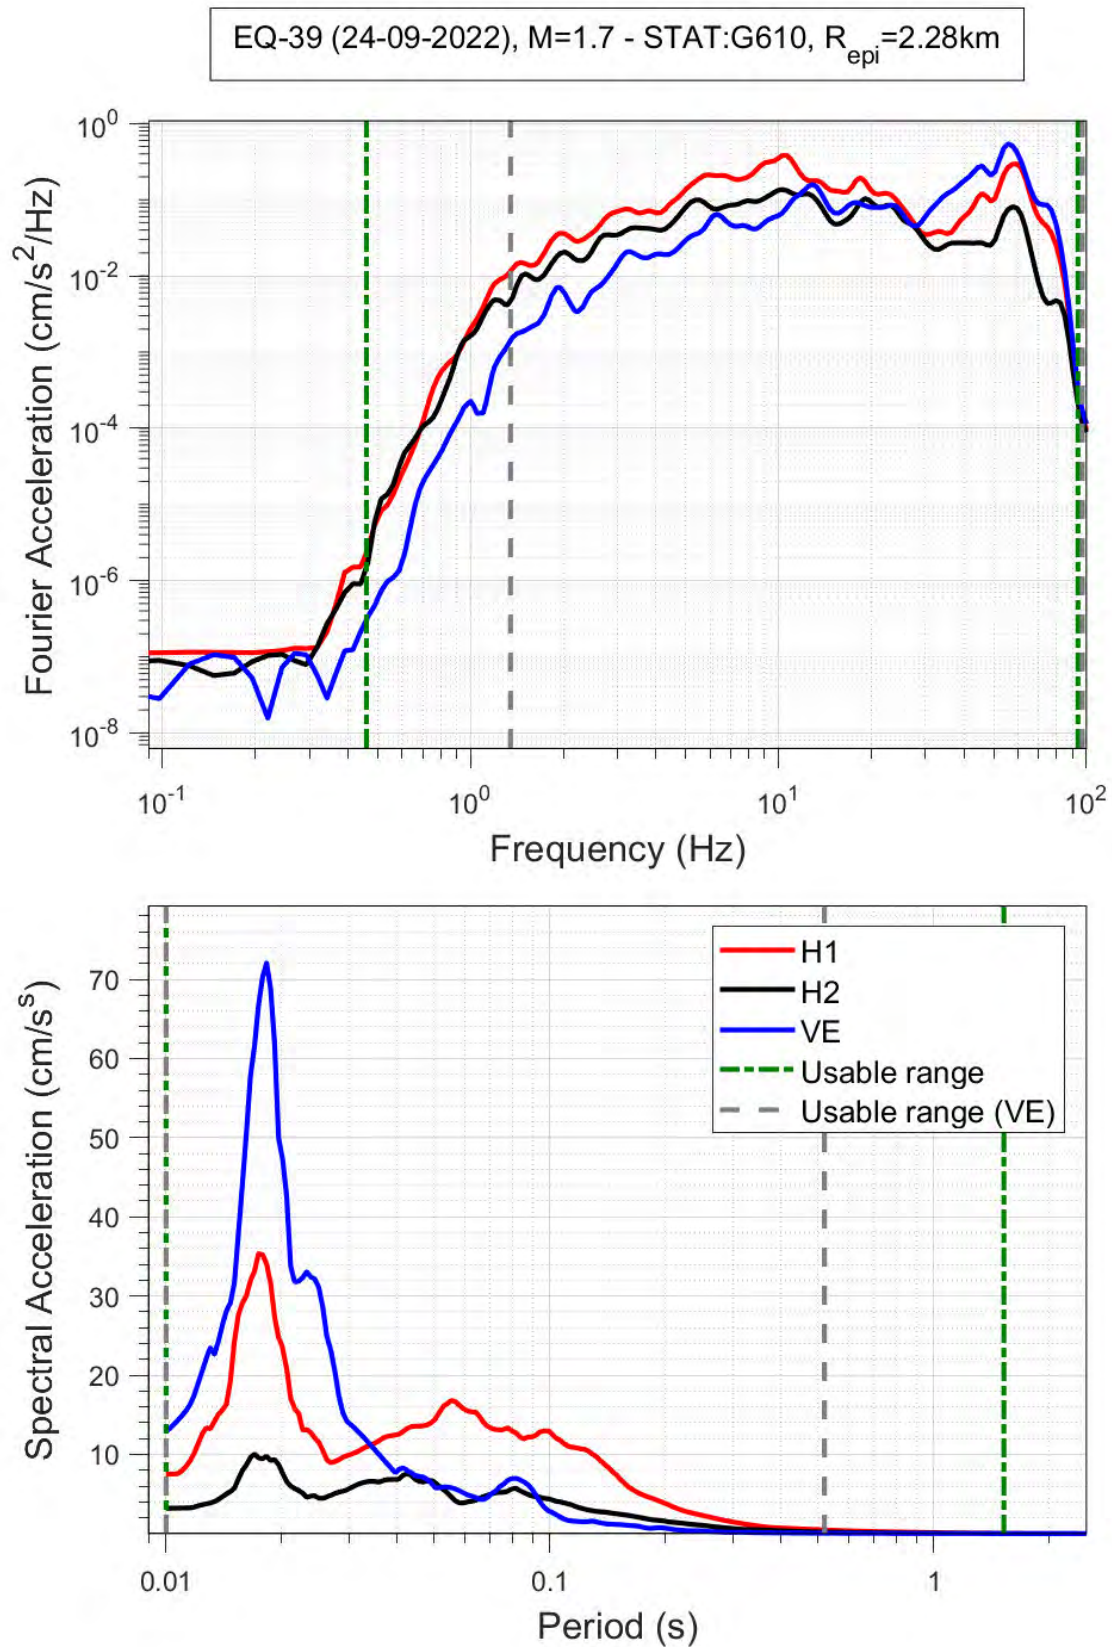 EQ-39 (24-09-2022), M=1.7 - STAT:G610, R_epi=2.28km
10^0
10^-2
10^-4
10^-6
10^-8
Fourier Acceleration (cm/s^2/Hz)
10^-1 10^0 10^1 10^2
Frequency (Hz)
70
60
50
40
30
20
10
Spectral Acceleration (cm/s^s)
H1
H2
VE
Usable range
Usable range (VE)
0.01 0.1 1
Period (s)